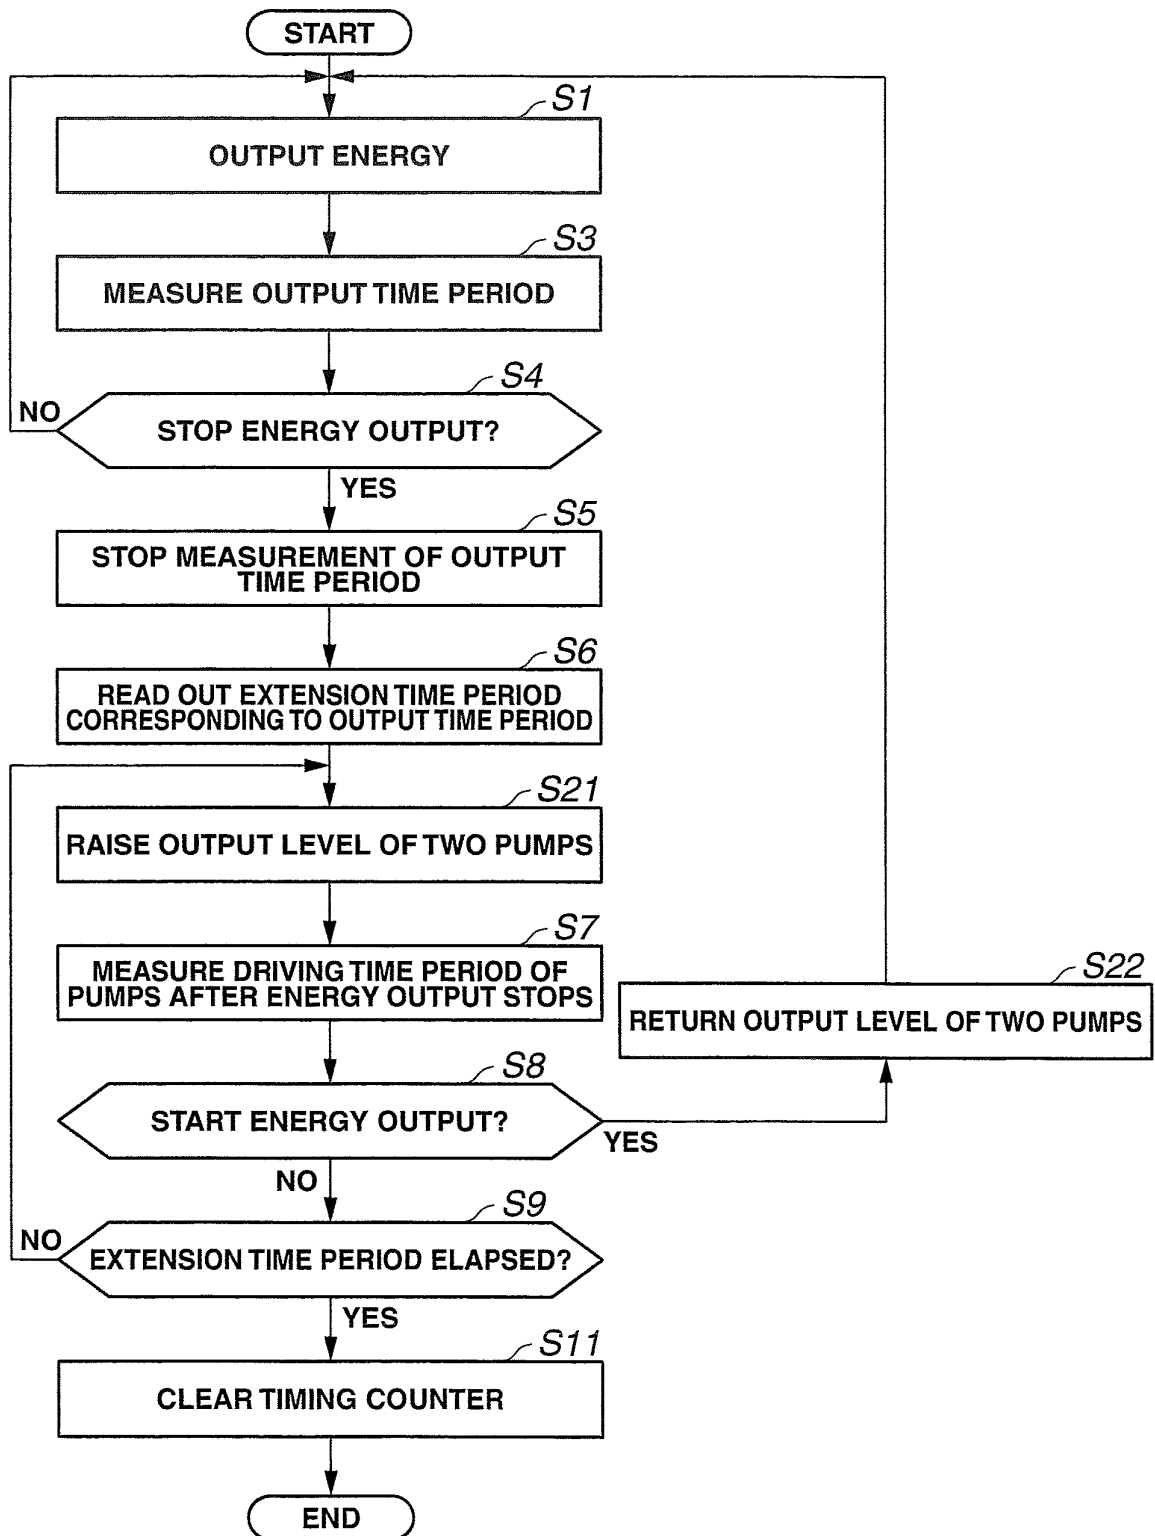 START
S1
OUTPUT ENERGY
S3
MEASURE OUTPUT TIME PERIOD
S4
NO
STOP ENERGY OUTPUT?
YES
S5
STOP MEASUREMENT OF OUTPUT
TIME PERIOD
S6
READ OUT EXTENSION TIME PERIOD
CORRESPONDING TO OUTPUT TIME PERIOD
S21
RAISE OUTPUT LEVEL OF TWO PUMPS
S7
MEASURE DRIVING TIME PERIOD OF
PUMPS AFTER ENERGY OUTPUT STOPS
S22
RETURN OUTPUT LEVEL OF TWO PUMPS
S8
START ENERGY OUTPUT?
YES
NO
S9
NO
EXTENSION TIME PERIOD ELAPSED?
YES
S11
CLEAR TIMING COUNTER
END